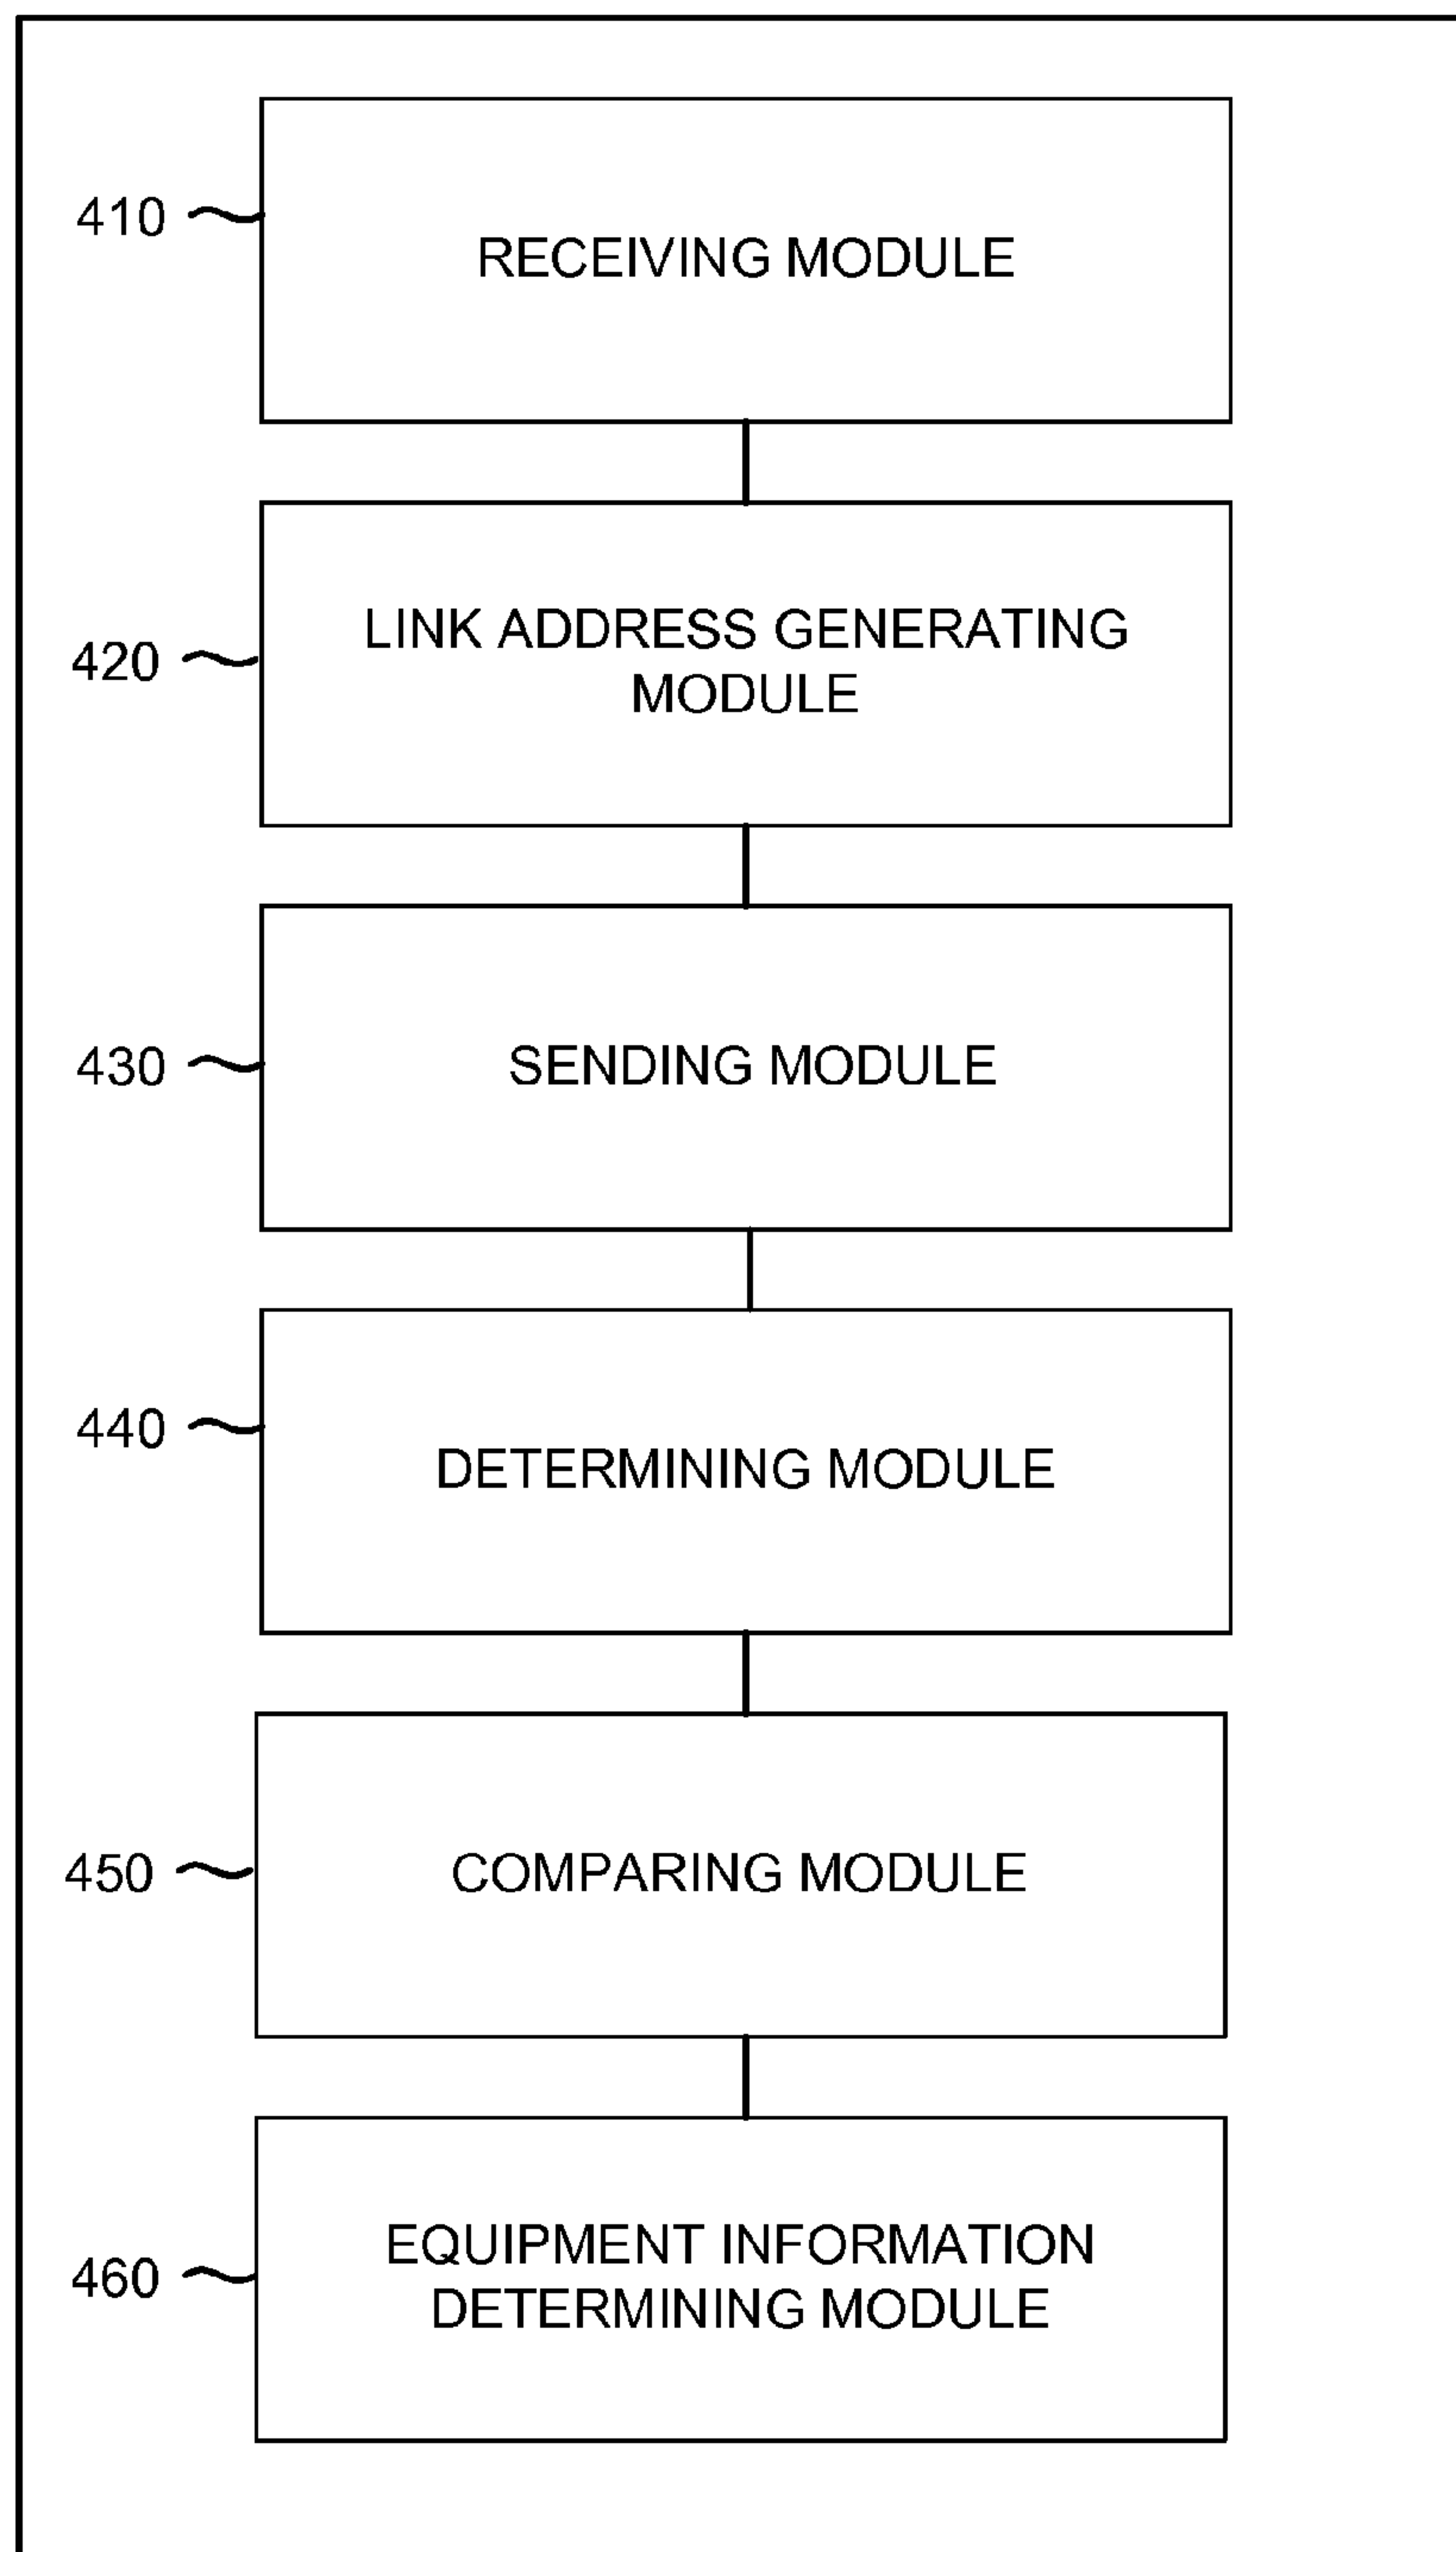 410
RECEIVING MODULE
420
LINK ADDRESS GENERATING
MODULE
430
SENDING MODULE
440
DETERMINING MODULE
450
COMPARING MODULE
460
EQUIPMENT INFORMATION
DETERMINING MODULE